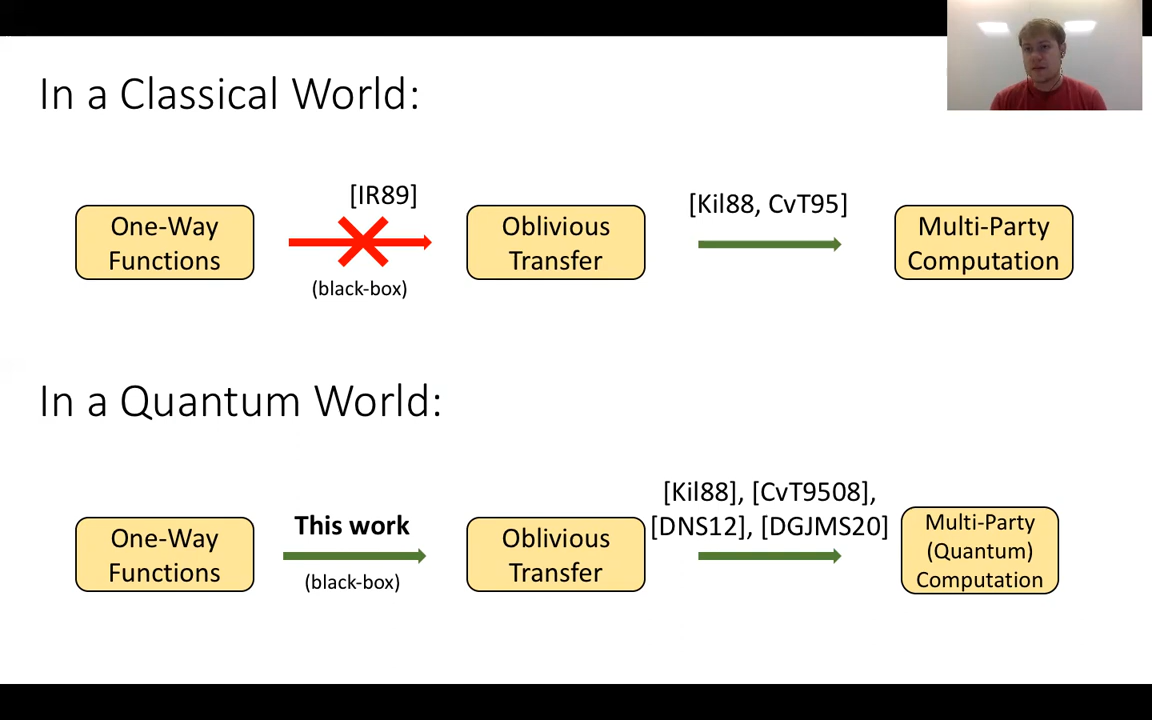 In a Classical World:
[IR89]
[Kil88, CvT95]
One-Way
Functions
(black-box)
Oblivious
Transfer
Multi-Party
Computation
In a Quantum World:
[Kil88], [CvT9508],
[DNS12], [DGJMS20]
This work
One-Way
Functions
(black-box)
Oblivious
Transfer
Multi-Party
(Quantum)
Computation